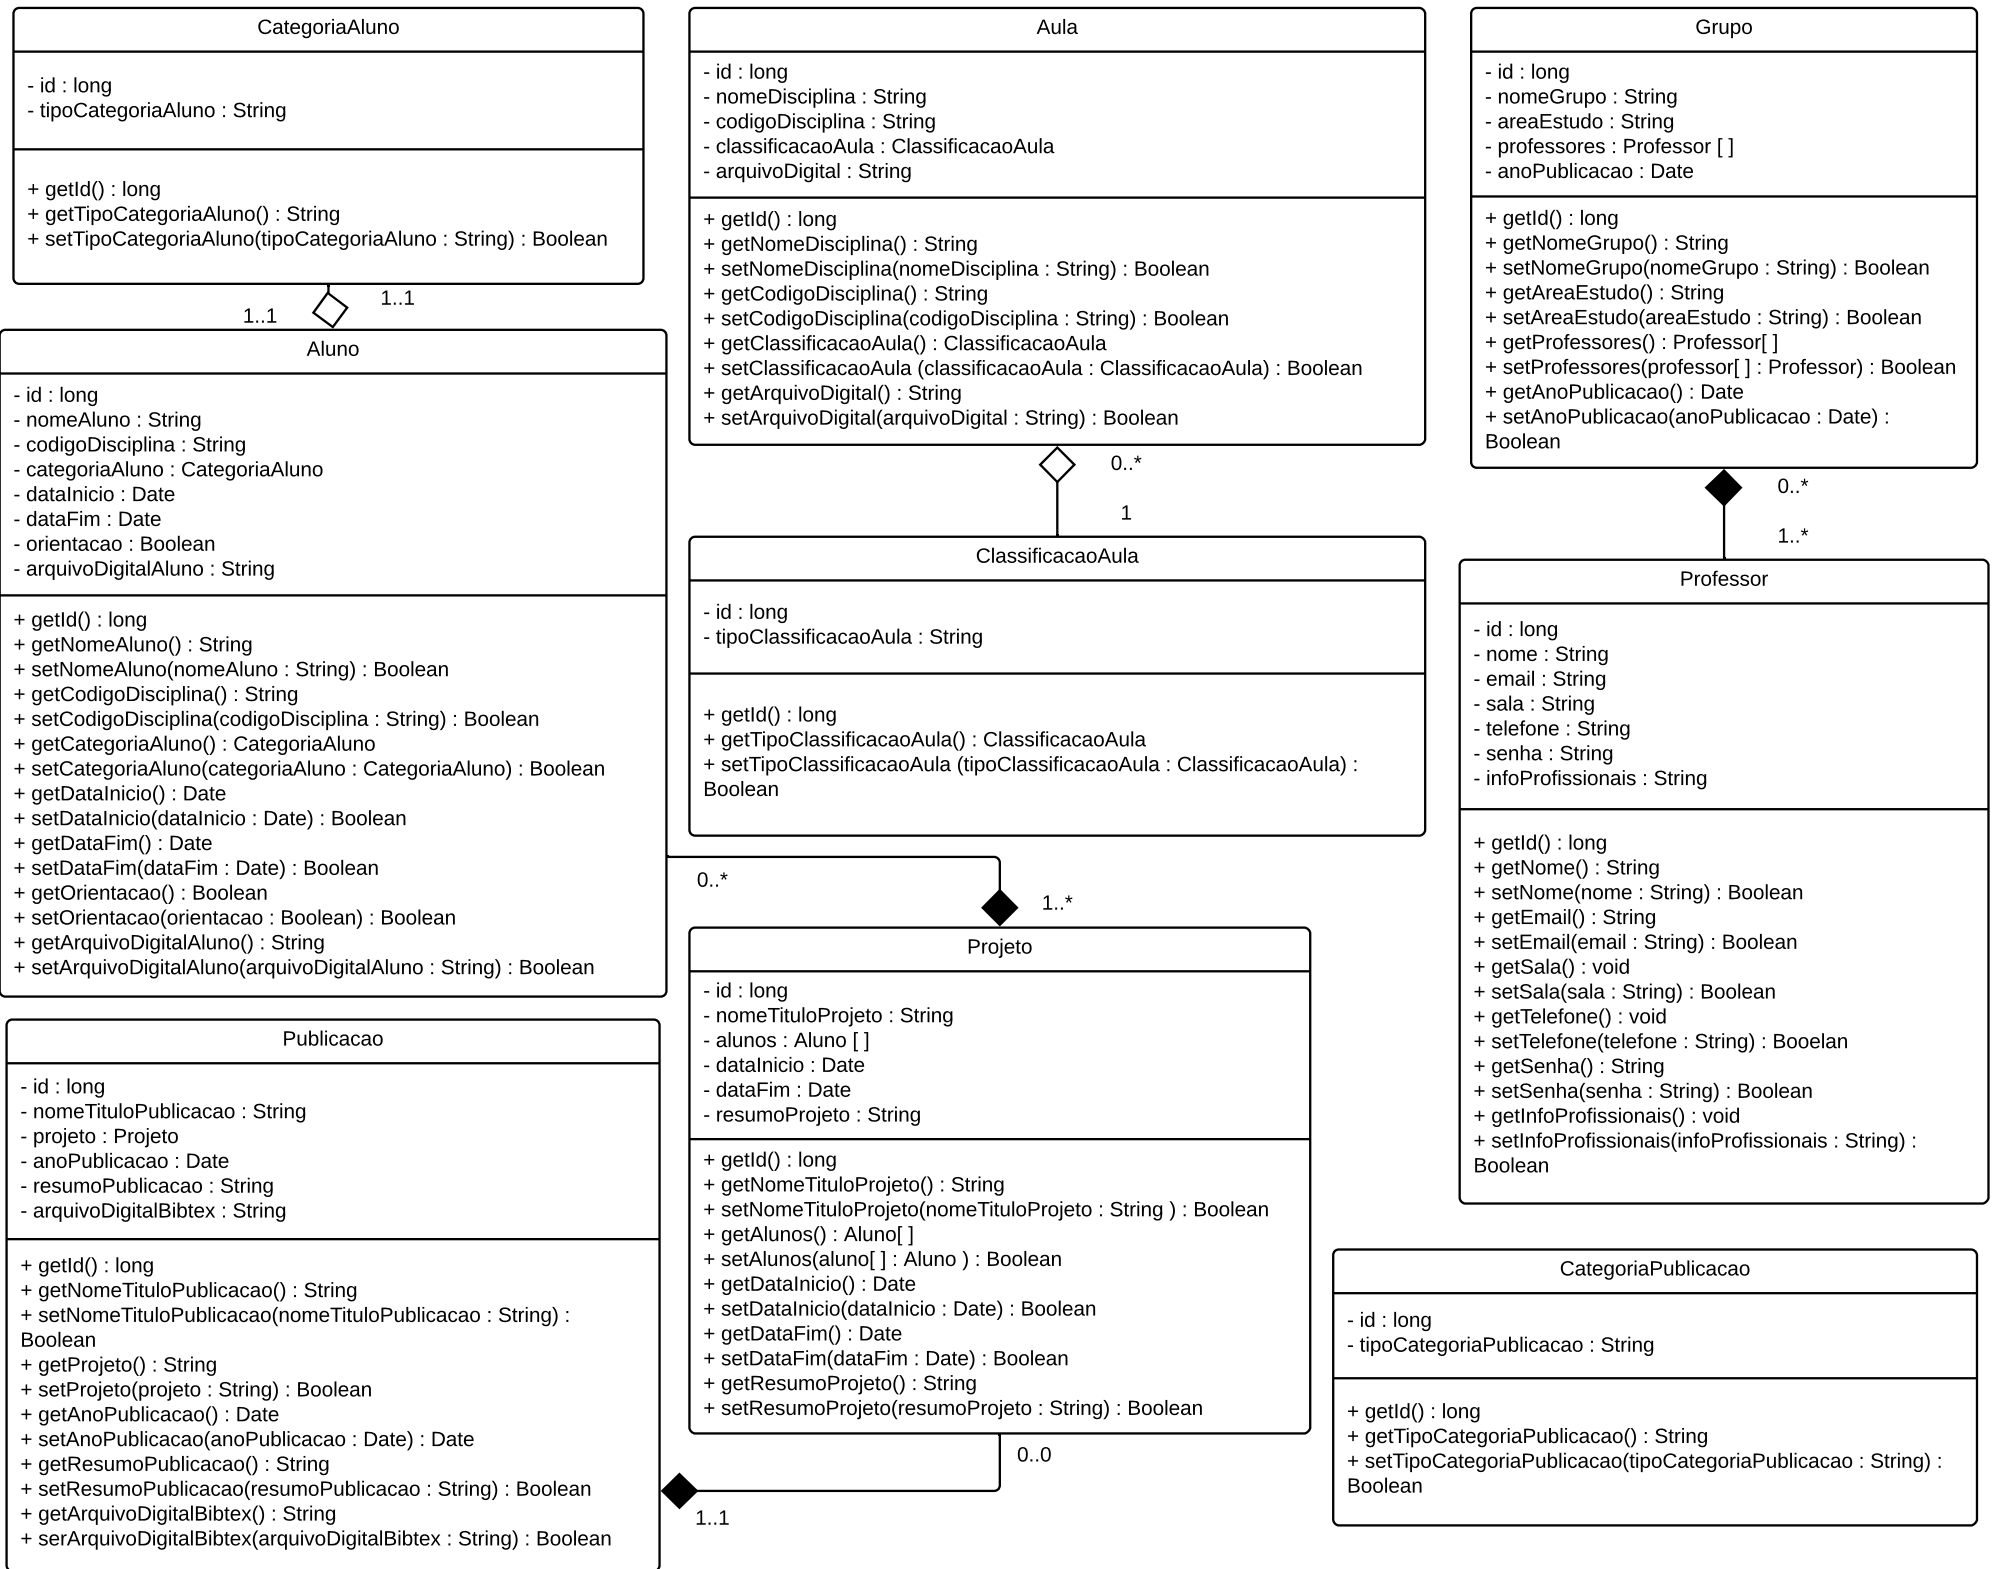 CategoriaAluno
- id : long
- tipoCategoriaAluno : String
+ getId() : long
+ getTipoCategoriaAluno() : String
+ setTipoCategoriaAluno(tipoCategoriaAluno : String) : Boolean
1..1
1..1
Aluno
- id : long
- nomeAluno : String
- codigoDisciplina : String
- categoriaAluno : CategoriaAluno
- dataInicio : Date
- dataFim : Date
- orientacao : Boolean
- arquivoDigitalAluno : String
+ getId() : long
+ getNomeAluno() : String
+ setNomeAluno(nomeAluno : String) : Boolean
+ getCodigoDisciplina() : String
+ setCodigoDisciplina(codigoDisciplina : String) : Boolean
+ getCategoriaAluno() : CategoriaAluno
+ setCategoriaAluno(categoriaAluno : CategoriaAluno) : Boolean
+ getDataInicio() : Date
+ setDataInicio(dataInicio : Date) : Boolean
+ getDataFim() : Date
+ setDataFim(dataFim : Date) : Boolean
+ getOrientacao() : Boolean
+ setOrientacao(orientacao : Boolean) : Boolean
+ getArquivoDigitalAluno() : String
+ setArquivoDigitalAluno(arquivoDigitalAluno : String) : Boolean
Publicacao
- id : long
- nomeTituloPublicacao : String
- projeto : Projeto
- anoPublicacao : Date
- resumoPublicacao : String
- arquivoDigitalBibtex : String
+ getId() : long
+ getNomeTituloPublicacao() : String
+ setNomeTituloPublicacao(nomeTituloPublicacao : String) :
Boolean
+ getProjeto() : String
+ setProjeto(projeto : String) : Boolean
+ getAnoPublicacao() : Date
+ setAnoPublicacao(anoPublicacao : Date) : Date
+ getResumoPublicacao() : String
+ setResumoPublicacao(resumoPublicacao : String) : Boolean
+ getArquivoDigitalBibtex() : String
+ serArquivoDigitalBibtex(arquivoDigitalBibtex : String) : Boolean
Aula
- id : long
- nomeDisciplina : String
- codigoDisciplina : String
- classificacaoAula : ClassificacaoAula
- arquivoDigital : String
+ getId() : long
+ getNomeDisciplina() : String
+ setNomeDisciplina(nomeDisciplina : String) : Boolean
+ getCodigoDisciplina() : String
+ setCodigoDisciplina(codigoDisciplina : String) : Boolean
+ getClassificacaoAula() : ClassificacaoAula
+ setClassificacaoAula (classificacaoAula : ClassificacaoAula) : Boolean
+ getArquivoDigital() : String
+ setArquivoDigital(arquivoDigital : String) : Boolean
0..*
1
ClassificacaoAula
- id : long
- tipoClassificacaoAula : String
+ getId() : long
+ getTipoClassificacaoAula() : ClassificacaoAula
+ setTipoClassificacaoAula (tipoClassificacaoAula : ClassificacaoAula) :
Boolean
0..*
1..*
Projeto
- id : long
- nomeTituloProjeto : String
- alunos : Aluno [ ]
- dataInicio : Date
- dataFim : Date
- resumoProjeto : String
+ getId() : long
+ getNomeTituloProjeto() : String
+ setNomeTituloProjeto(nomeTituloProjeto : String ) : Boolean
+ getAlunos() : Aluno[ ]
+ setAlunos(aluno[ ] : Aluno ) : Boolean
+ getDataInicio() : Date
+ setDataInicio(dataInicio : Date) : Boolean
+ getDataFim() : Date
+ setDataFim(dataFim : Date) : Boolean
+ getResumoProjeto() : String
+ setResumoProjeto(resumoProjeto : String) : Boolean
0..0
1..1
Grupo
- id : long
- nomeGrupo : String
- areaEstudo : String
- professores : Professor [ ]
- anoPublicacao : Date
+ getId() : long
+ getNomeGrupo() : String
+ setNomeGrupo(nomeGrupo : String) : Boolean
+ getAreaEstudo() : String
+ setAreaEstudo(areaEstudo : String) : Boolean
+ getProfessores() : Professor[ ]
+ setProfessores(professor[ ] : Professor) : Boolean
+ getAnoPublicacao() : Date
+ setAnoPublicacao(anoPublicacao : Date) :
Boolean
0..*
1..*
Professor
- id : long
- nome : String
- email : String
- sala : String
- telefone : String
- senha : String
- infoProfissionais : String
+ getId() : long
+ getNome() : String
+ setNome(nome : String) : Boolean
+ getEmail() : String
+ setEmail(email : String) : Boolean
+ getSala() : void
+ setSala(sala : String) : Boolean
+ getTelefone() : void
+ setTelefone(telefone : String) : Booelan
+ getSenha() : String
+ setSenha(senha : String) : Boolean
+ getInfoProfissionais() : void
+ setInfoProfissionais(infoProfissionais : String) :
Boolean
CategoriaPublicacao
- id : long
- tipoCategoriaPublicacao : String
+ getId() : long
+ getTipoCategoriaPublicacao() : String
+ setTipoCategoriaPublicacao(tipoCategoriaPublicacao : String) :
Boolean